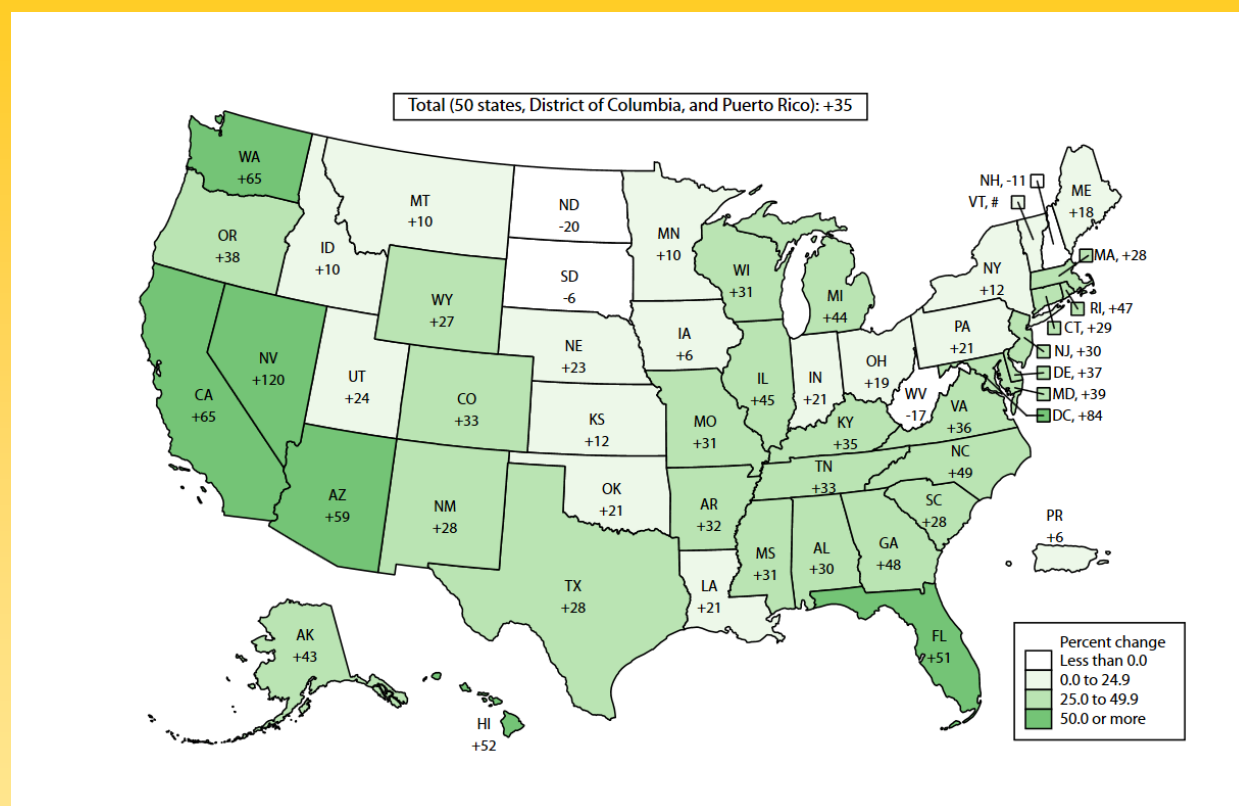 Total (50 states, District of Columbia, and Puerto Rico): +35
WA
+65
OR
+38
CA
+65
NV
+120
ID
+10
MT
+10
WY
+27
UT
+24
CO
+33
AZ
+59
NM
+28
ND
-20
SD
-6
NE
+23
KS
+12
OK
+21
TX
+28
MN
+10
IA
+6
MO
+31
AR
+32
LA
+21
WI
+31
IL
+45
MI
+44
IN
+21
OH
+19
KY
+35
TN
+33
MS
+31
AL
+30
GA
+48
FL
+51
SC
+28
NC
+49
VA
+36
WV
-17
PA
+21
NY
+12
ME
+18
NH, -11
VT, #
MA, +28
RI, +47
CT, +29
NJ, +30
DE, +37
MD, +39
DC, +84
PR
+6
AK
+43
HI
+52
Percent change
Less than 0.0
0.0 to 24.9
25.0 to 49.9
50.0 or more